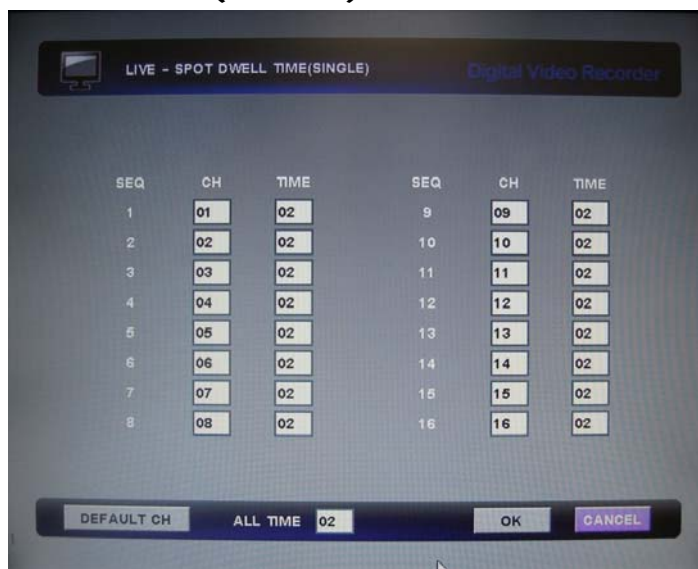 LIVE - SPOT DWELL TIME(SINGLE) Digital Video Recorder
SEQ CH TIME SEQ CH TIME
1 01 02 9 09 02
2 02 02 10 10 02
3 03 02 11 11 02
4 04 02 12 12 02
5 05 02 13 13 02
6 06 02 14 14 02
7 07 02 15 15 02
8 08 02 16 16 02
DEFAULT CH ALL TIME 02 OK CANCEL